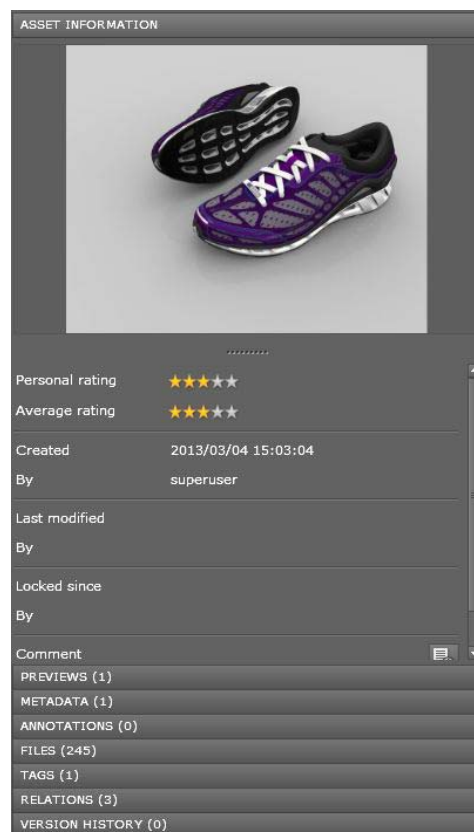 ASSET INFORMATION
Personal rating
Average rating
Created 2013/03/04 15:03:04
By superuser
Last modified
By
Locked since
By
Comment
PREVIEWS (1)
METADATA (1)
ANNOTATIONS (0)
FILES (245)
TAGS (1)
RELATIONS (3)
VERSION HISTORY (0)